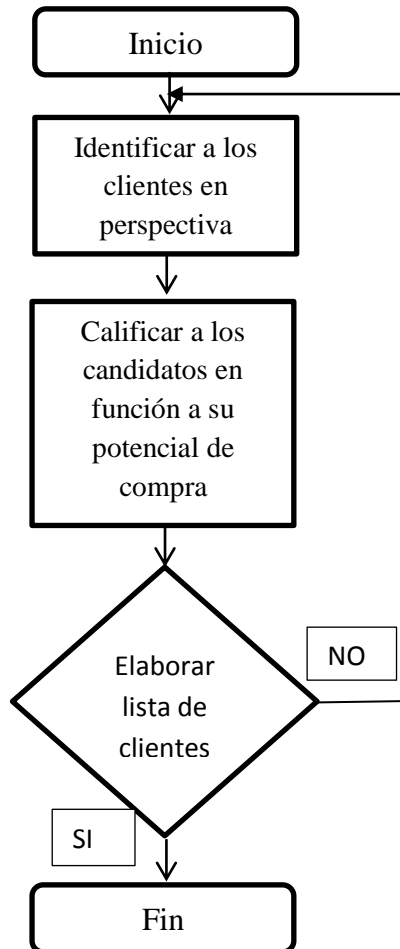 Inicio
Identificar a los
clientes en
perspectiva
Calificar a los
candidatos en
función a su
potencial de
compra
Elaborar
lista de
clientes
NO
SI
Fin